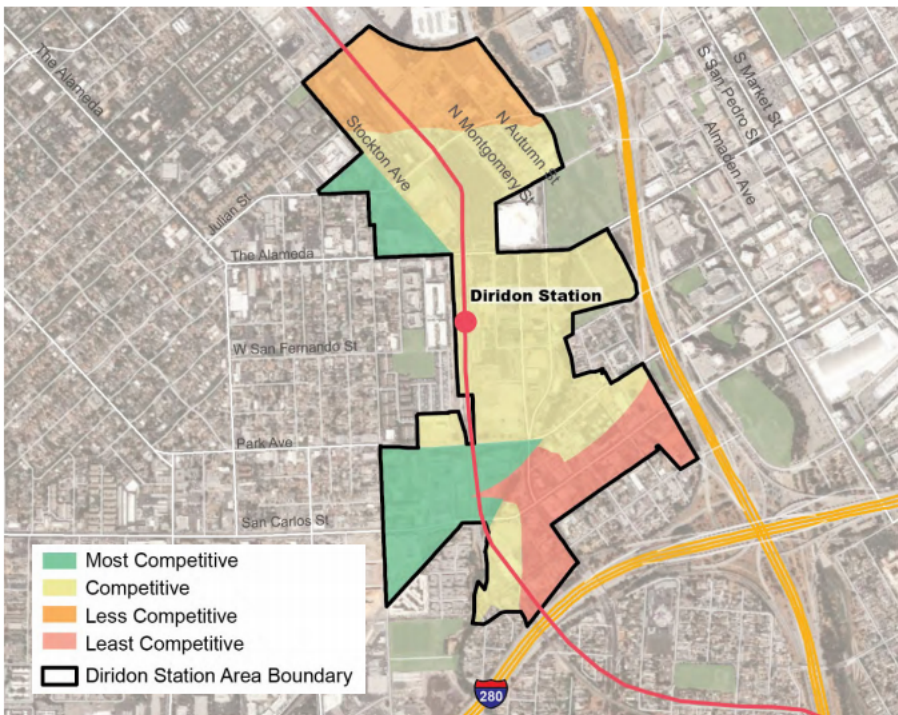 The Alameda
S Market St
S San Pedro St
Almaden Ave
Stockton Ave
N Montgomery St
N Autumn St
Julian St
The Alameda
Diridon Station
W San Fernando St
Park Ave
San Carlos St
Most Competitive
Competitive
Less Competitive
Least Competitive
Diridon Station Area Boundary
280